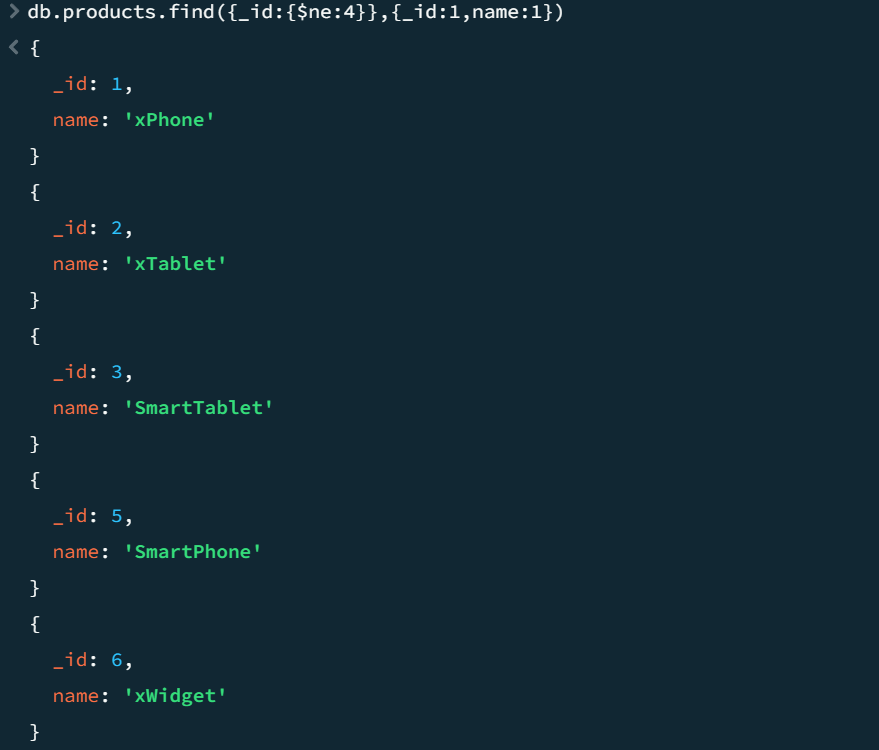 > db.products.find({_id:{$ne:4}},{_id:1,name:1})
< {
_id: 1,
name: 'xPhone'
}
{
_id: 2,
name: 'xTablet'
}
{
_id: 3,
name: 'SmartTablet'
}
{
_id: 5,
name: 'SmartPhone'
}
{
_id: 6,
name: 'xWidget'
}